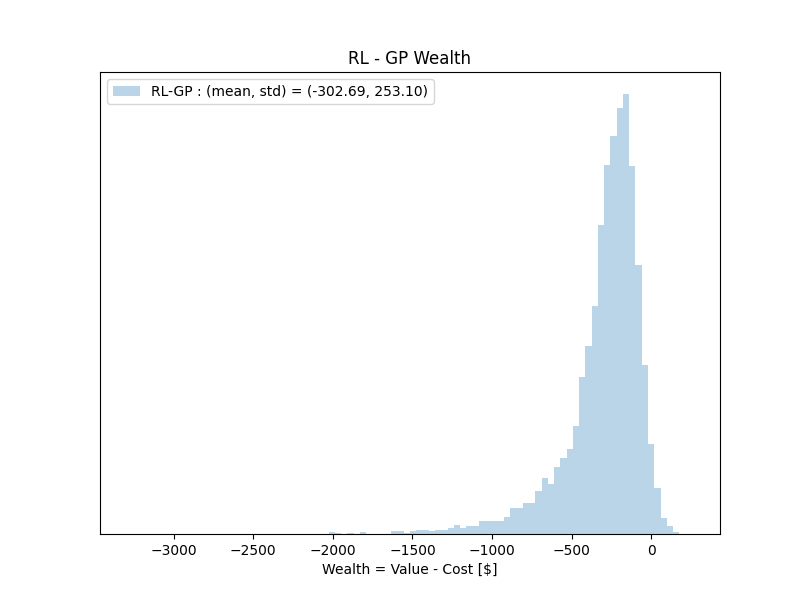 RL - GP Wealth
RL-GP : (mean, std) = (-302.69, 253.10)
−3000 −2500 −2000 −1500 −1000 −500 0
Wealth = Value - Cost [$]